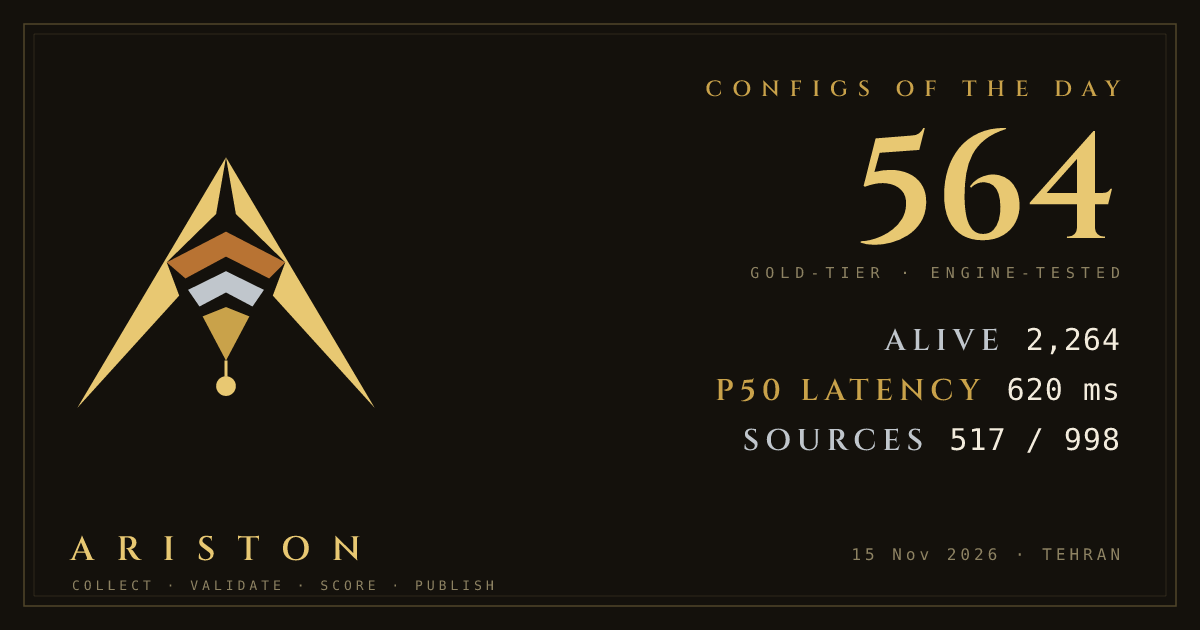 CONFIGS OF THE DAY
564
GOLD-TIER · ENGINE-TESTED
ALIVE 2,264
P50 LATENCY 620 ms
SOURCES 517 / 998
ARISTON
COLLECT · VALIDATE · SCORE · PUBLISH
15 Nov 2026 · TEHRAN